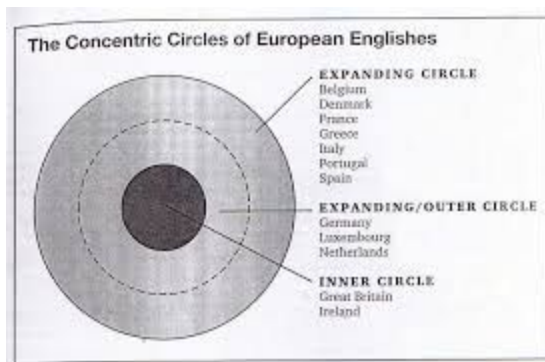 The Concentric Circles of European Englishes
EXPANDING CIRCLE
Belgium
Denmark
France
Greece
Italy
Portugal
Spain
EXPANDING/OUTER CIRCLE
Germany
Luxembourg
Netherlands
INNER CIRCLE
Great Britain
Ireland